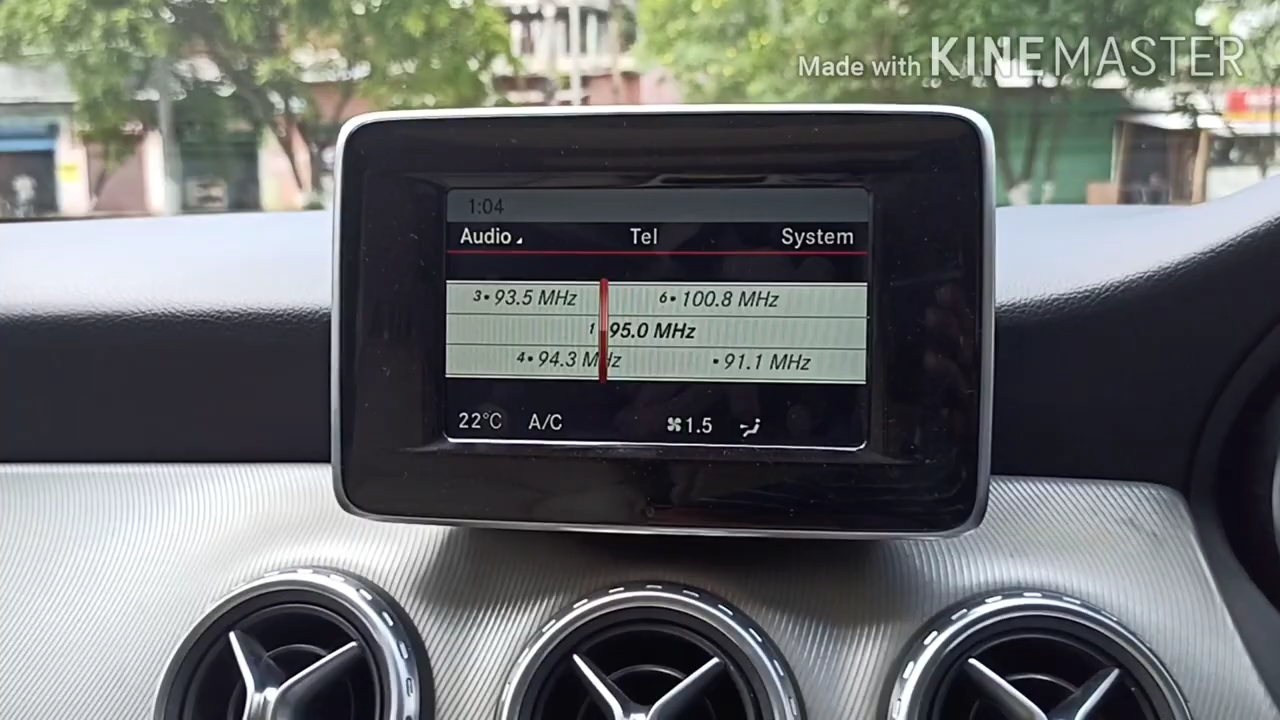 Made with KINEMASTER
1:04
Audio Tel System
3• 93.5 MHz 6• 100.8 MHz
1 95.0 MHz
4• 94.3 MHz • 91.1 MHz
22°C A/C 1.5